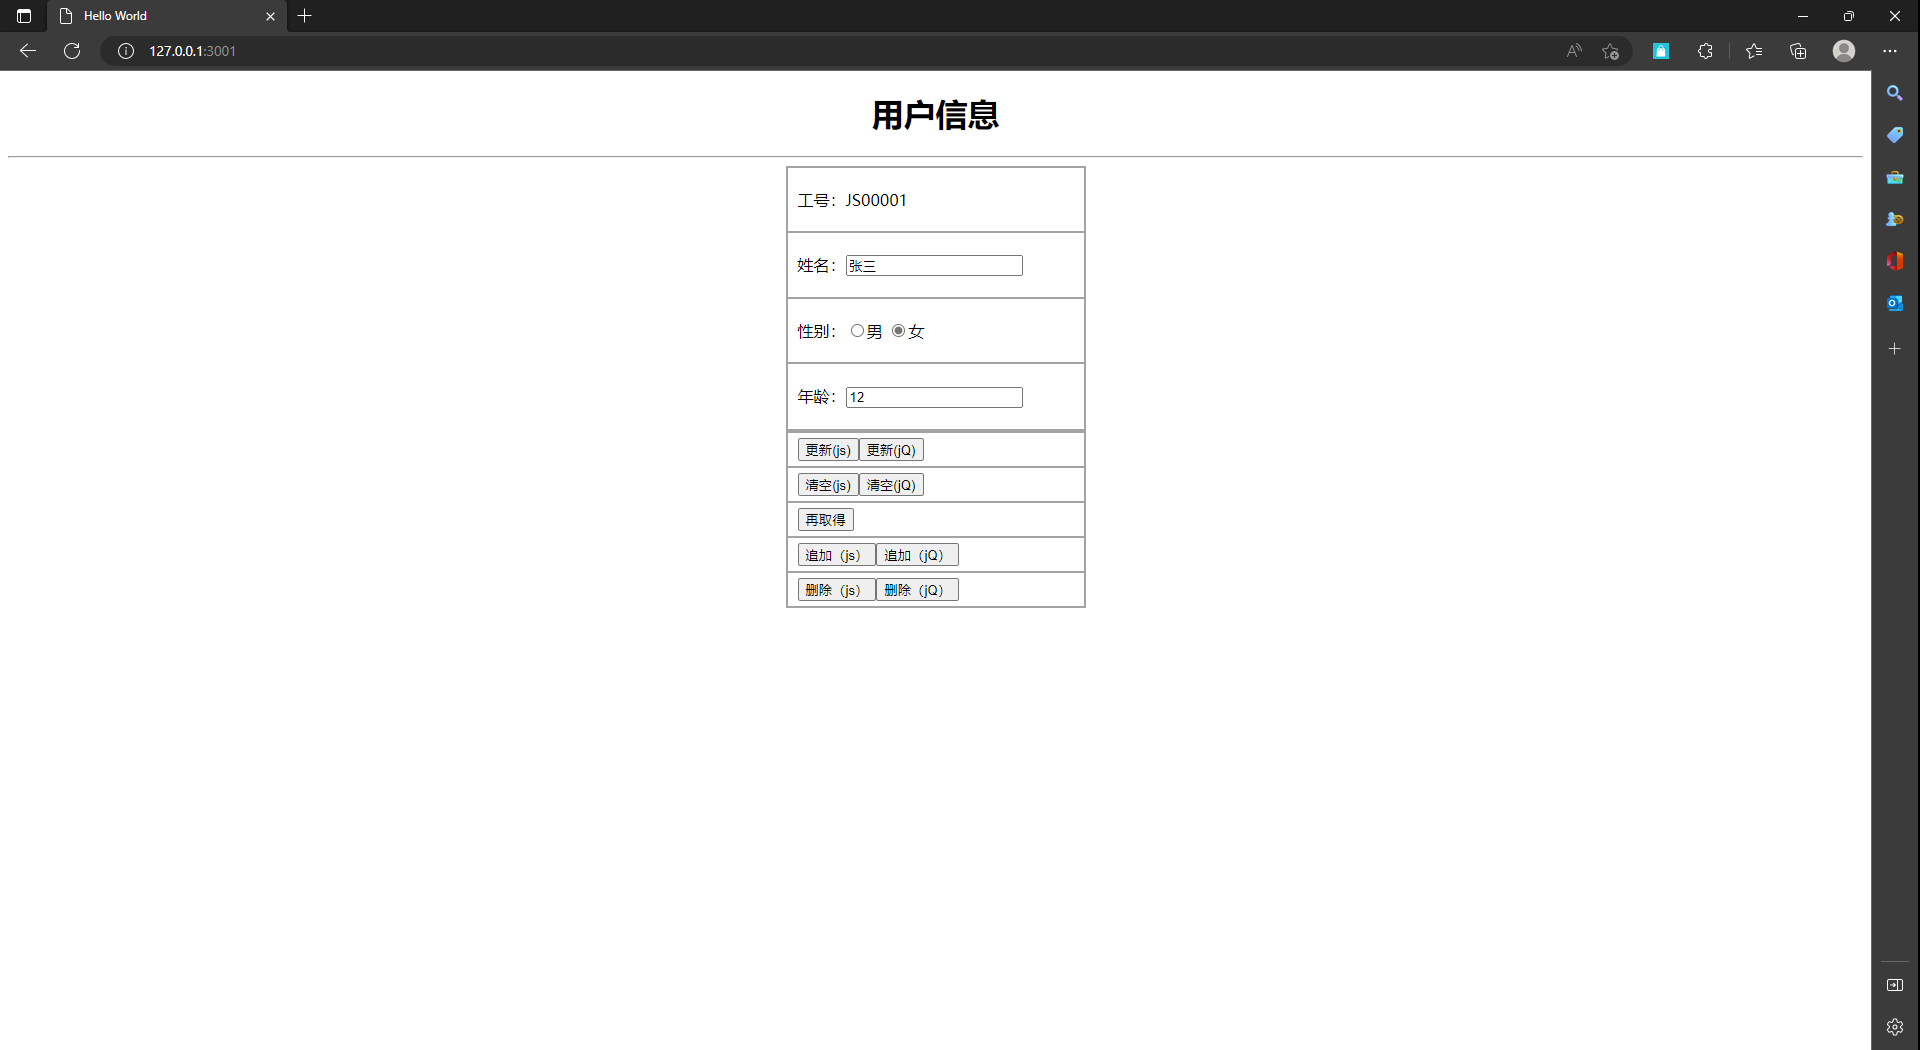 Hello World
127.0.0.1:3001
用户信息
工号：JS00001
姓名：张三
性别：男 女
年龄：12
更新(js) 更新(jQ)
清空(js) 清空(jQ)
再取得
追加（js） 追加（jQ）
删除（js） 删除（jQ）